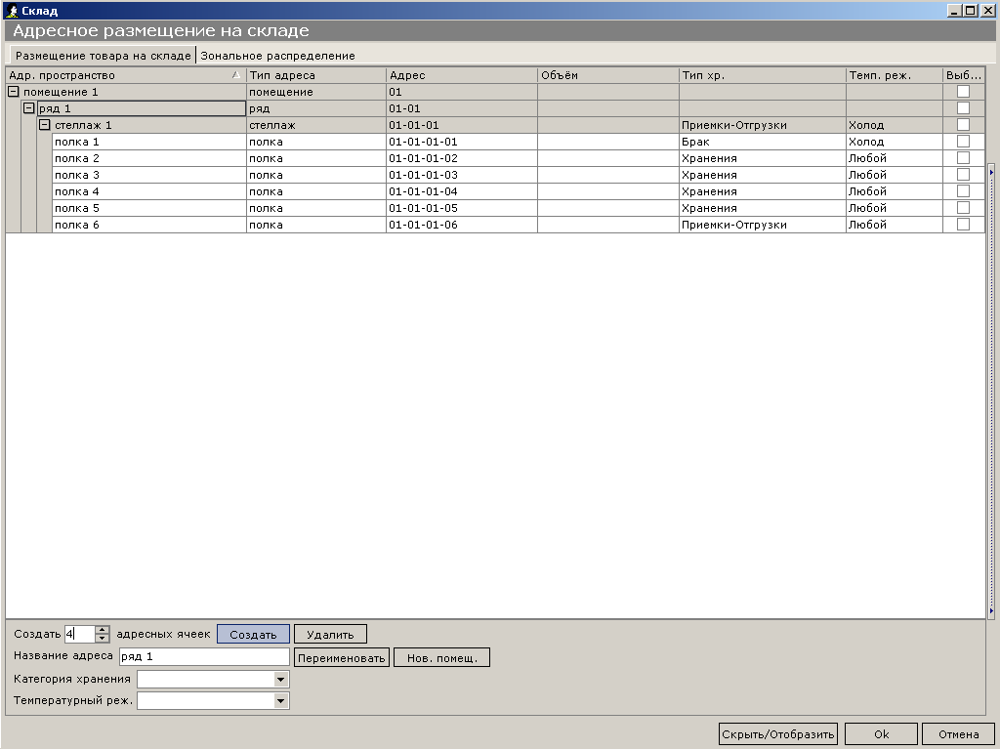 Склад
Адресное размещение на складе
Размещение товара на складе Зональное распределение
Адр. пространство Тип адреса Адрес Объём Тип хр. Темп. реж. Выб...
помещение 1 помещение 01
ряд 1 ряд 01-01
стеллаж 1 стеллаж 01-01-01 Приемки-Отгрузки Холод
полка 1 полка 01-01-01-01 Брак Холод
полка 2 полка 01-01-01-02 Хранения Любой
полка 3 полка 01-01-01-03 Хранения Любой
полка 4 полка 01-01-01-04 Хранения Любой
полка 5 полка 01-01-01-05 Хранения Любой
полка 6 полка 01-01-01-06 Приемки-Отгрузки Любой
Создать 4 адресных ячеек Создать Удалить
Название адреса ряд 1 Переименовать Нов. помещ.
Категория хранения
Температурный реж.
Скрыть/Отобразить Ok Отмена